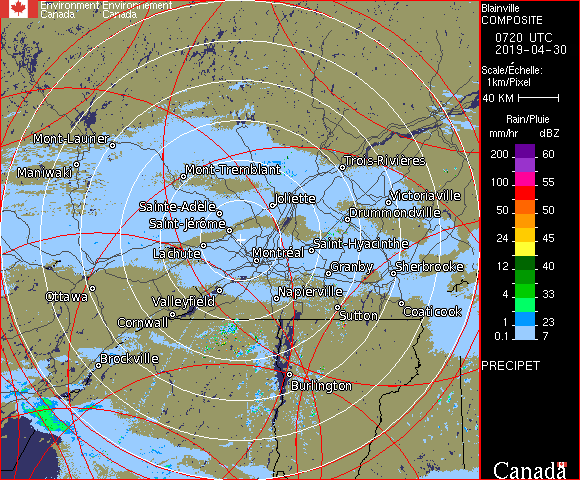 Environment Environnement
Canada Canada
Blainville
COMPOSITE
0720 UTC
2019-04-30
Scale/Échelle:
1km/Pixel
40 KM
Rain/Pluie
mm/hr dBZ
200 60
100 55
50 50
24 45
12 40
4 33
1 23
0.1 7
PRECIPET
Canada
Mont-Laurier
Maniwaki
Mont-Tremblant
Trois-Rivières
Joliette
Victoriaville
Sainte-Adèle
Drummondville
Saint-Jérôme
Lachute
Montréal
Saint-Hyacinthe
Granby
Sherbrooke
Ottawa
Valleyfield
Napierville
Cornwall
Sutton
Coaticook
Brockville
Burlington